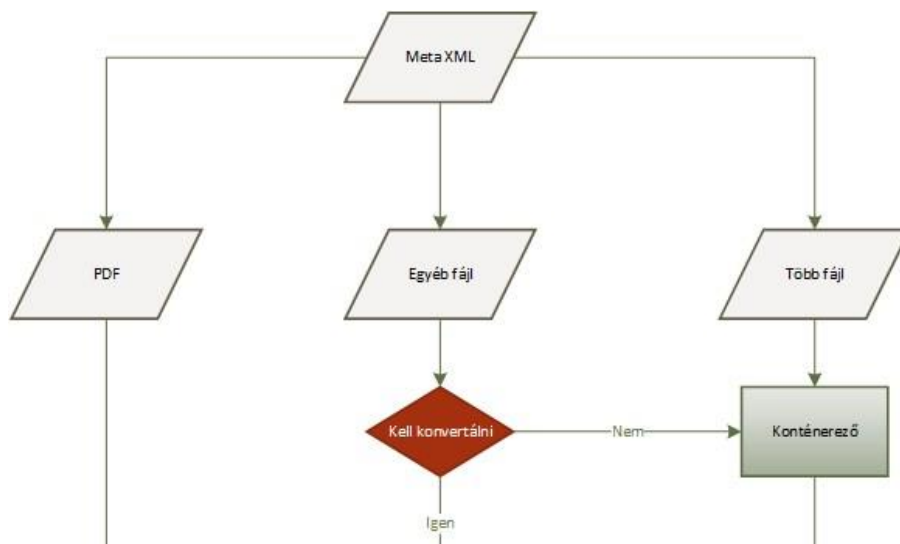 Meta XML
PDF
Egyéb fájl
Több fájl
Kell konvertálni
Nem
Konténerező
Igen